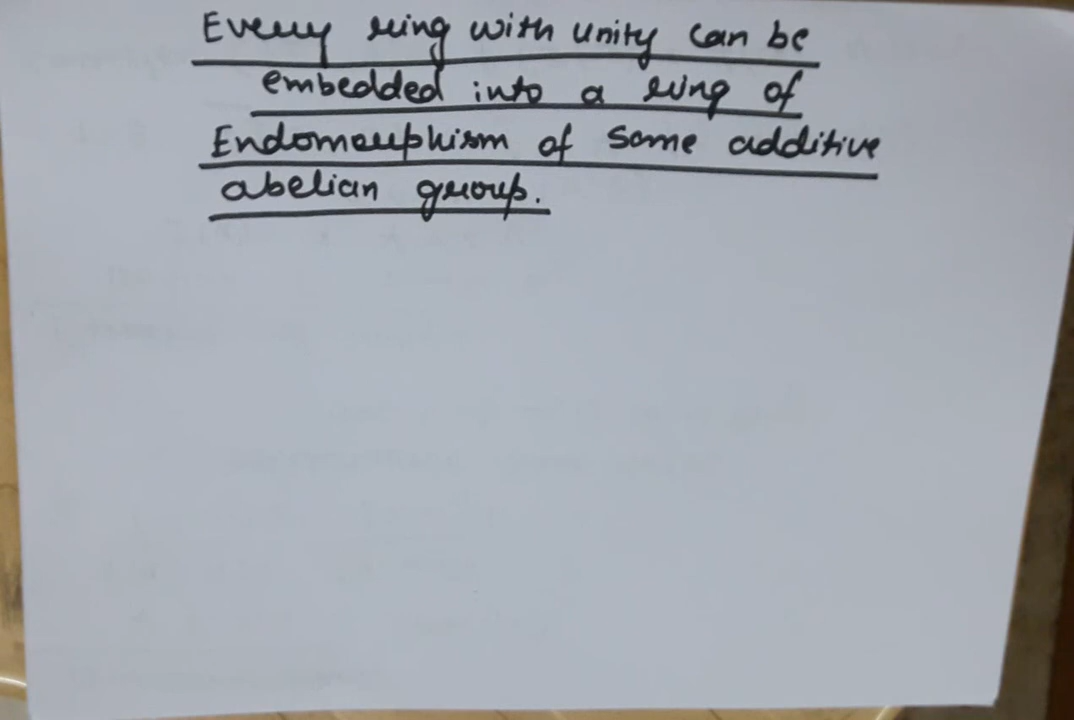 Every ring with unity can be
embedded into a ring of
Endomorphism of some additive
abelian group.